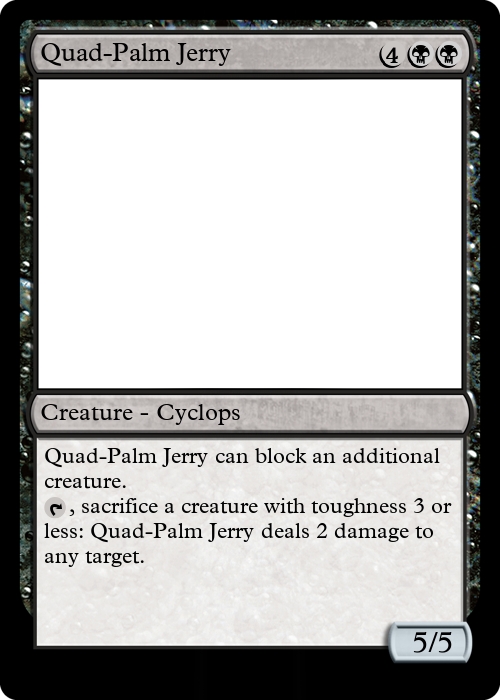 Quad-Palm Jerry 4
Creature - Cyclops
Quad-Palm Jerry can block an additional
creature.
, sacrifice a creature with toughness 3 or
less: Quad-Palm Jerry deals 2 damage to
any target.
5/5